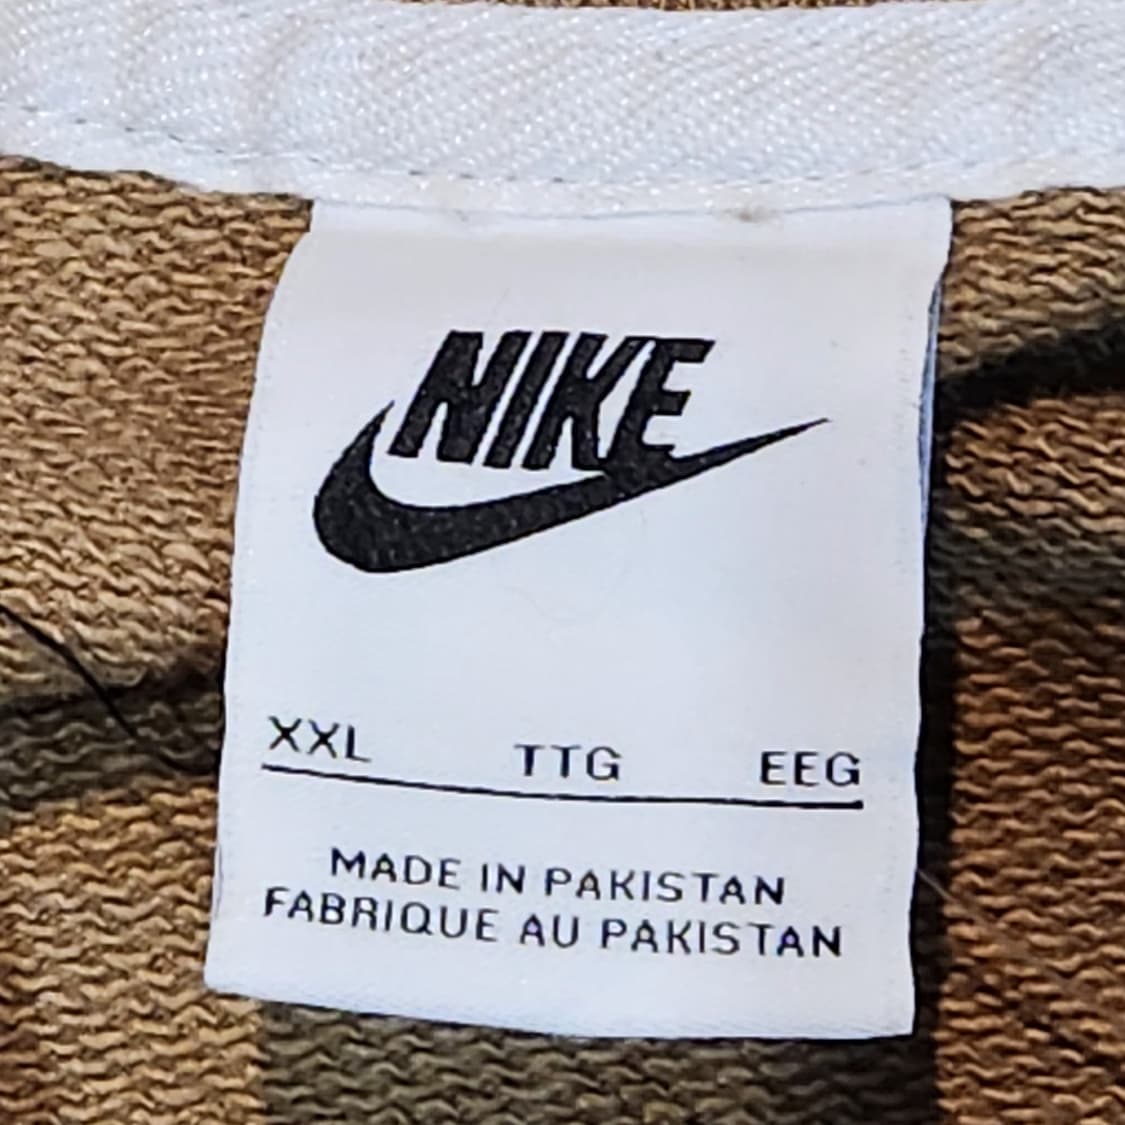 NIKE
XXL TTG EEG
MADE IN PAKISTAN
FABRIQUE AU PAKISTAN